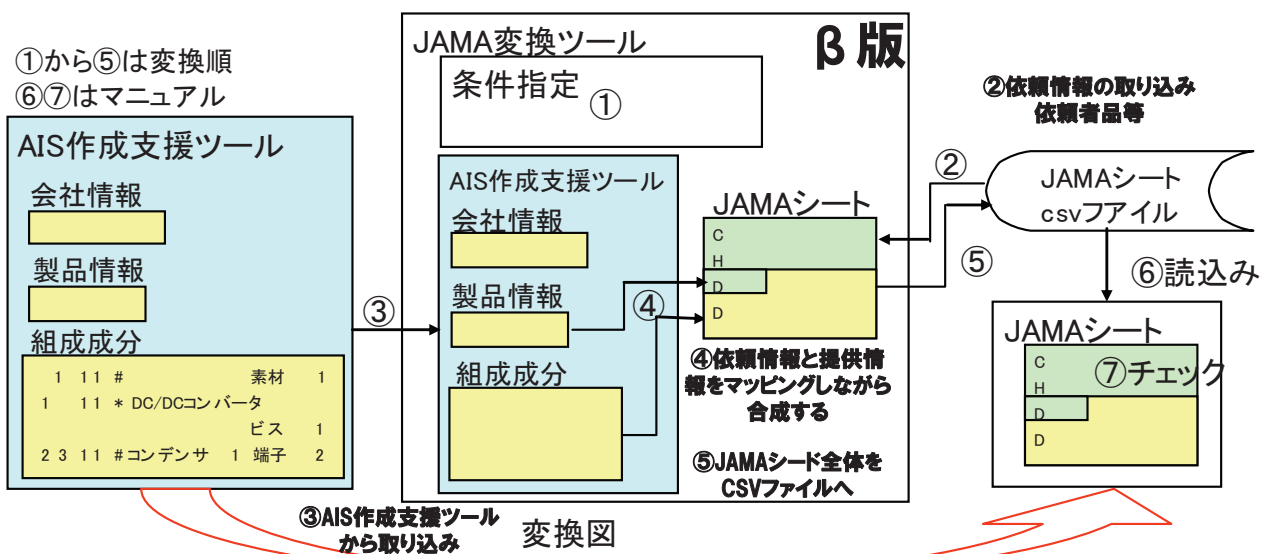 ①から⑤は変換順
⑥⑦はマニュアル
AIS作成支援ツール
会社情報
製品情報
組成成分
1 11 # 素材 1
1 11 * DC/DCコンバータ
ビス 1
2 3 11 #コンデンサ 1 端子 2
③
③AIS作成支援ツール
から取り込み
JAMA変換ツール
β版
条件指定
①
AIS作成支援ツール
会社情報
製品情報
組成成分
④
JAMAシート
C
H
D
D
④依頼情報と提供情
報をマッピングしながら
合成する
⑤JAMAシード全体を
CSVファイルへ
変換図
②依頼情報の取り込み
依頼者品等
②
JAMAシート
csvファイル
⑤
⑥読込み
JAMAシート
C
H
D
D
⑦チェック